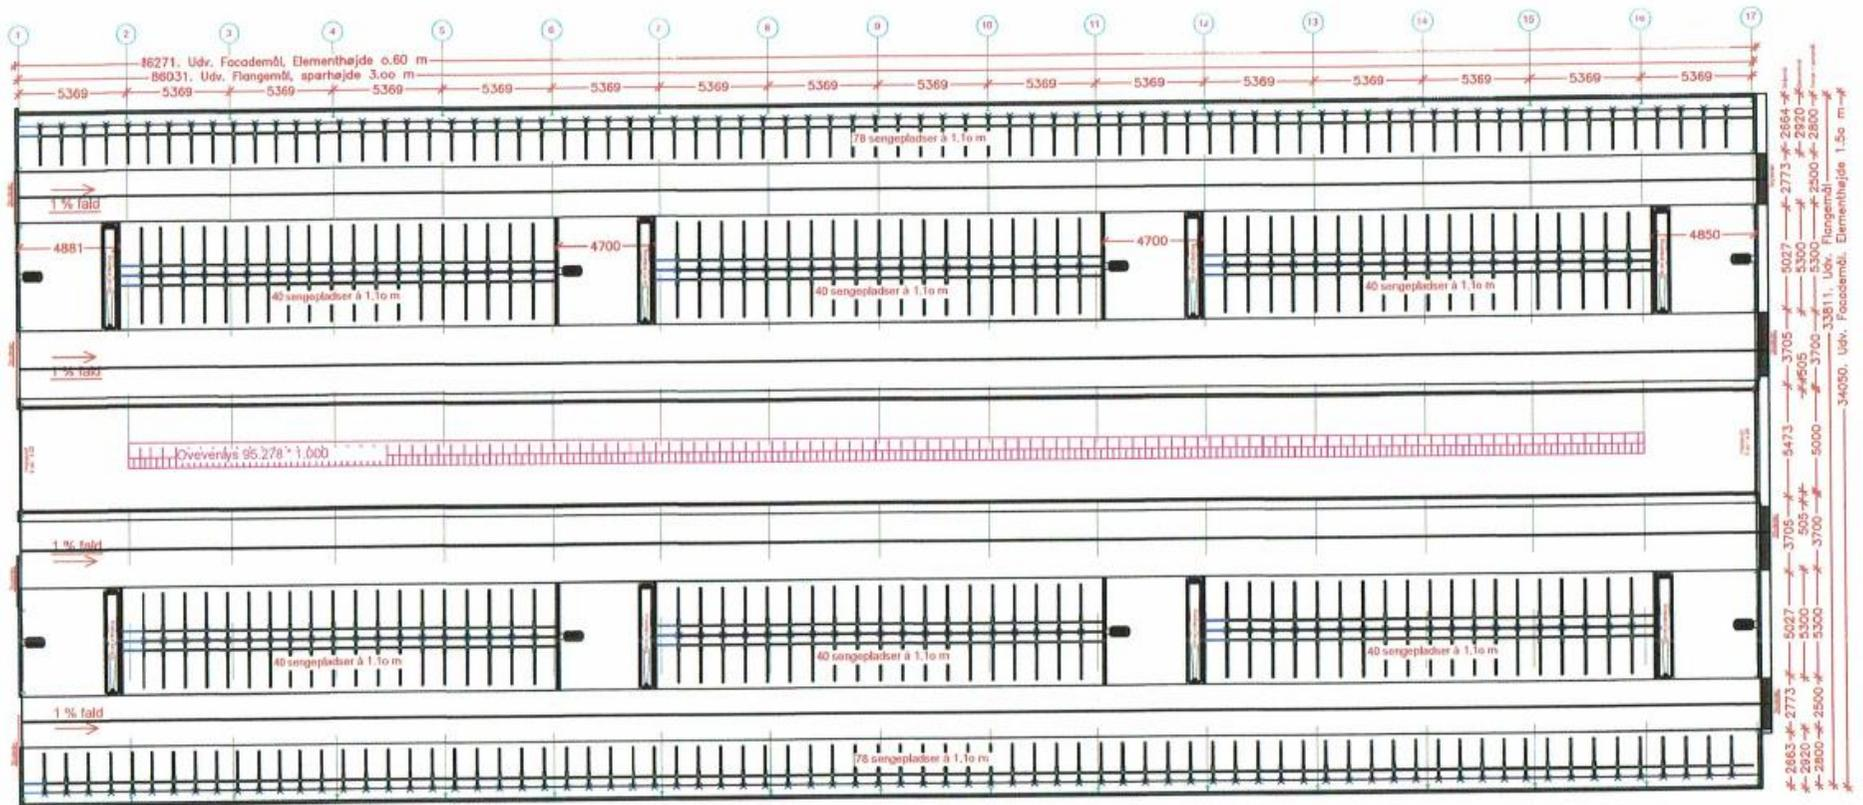 1 2 3 4 5 6 7 8 9 10 11 12 13 14 15 16 17
86271. Udv. Facademål, Elementhøjde 0.60 m
86031. Udv. Flangemål, sparhøjde 3.00 m
5369 5369 5369 5369 5369 5369 5369 5369 5369 5369 5369 5369 5369 5369 5369 5369
78 sengepladser à 1,10 m
1 % fald
4881 4700 4700 4850
40 sengepladser à 1,10 m 40 sengepladser à 1,10 m 40 sengepladser à 1,10 m
1 % fald
Ovevenlys 95.278 * 1.000
1 % fald
40 sengepladser à 1,10 m 40 sengepladser à 1,10 m 40 sengepladser à 1,10 m
1 % fald
78 sengepladser à 1,10 m
2663 2773 5027 3705 5473 3705 5027 2773 2664
2920 5300 505 505 5300 2920
2800 2500 5300 3700 5000 3700 5300 2500 2800
33811. Udv. Flangemål
34050. Udv. Facademål. Elementhøjde 1.50 m